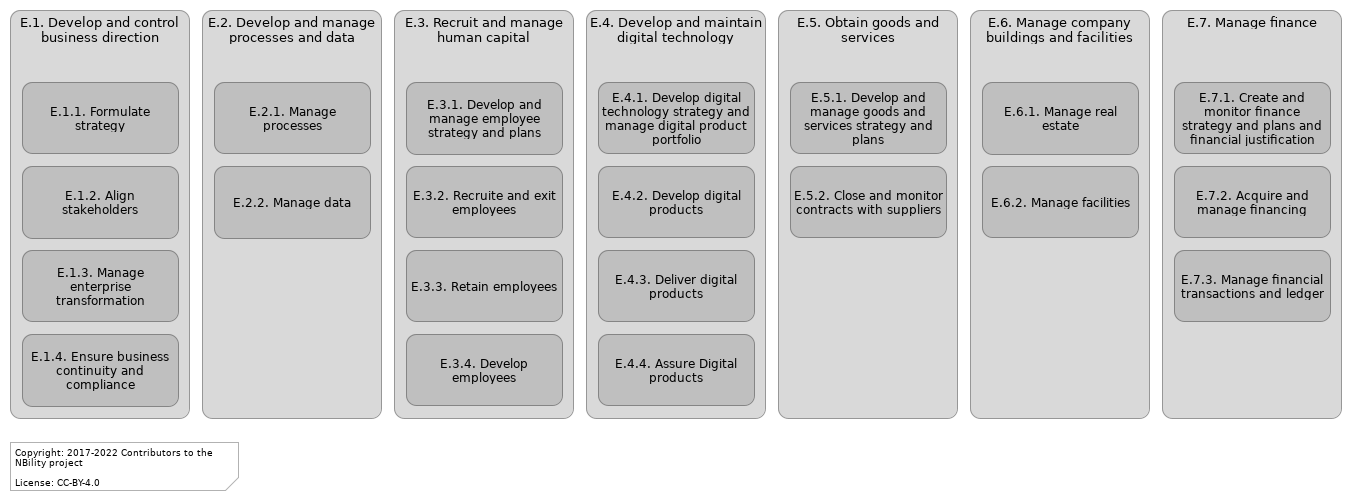 E.1. Develop and control
business direction
E.1.1. Formulate
strategy
E.1.2. Align
stakeholders
E.1.3. Manage
enterprise
transformation
E.1.4. Ensure business
continuity and
compliance
E.2. Develop and manage
processes and data
E.2.1. Manage
processes
E.2.2. Manage data
E.3. Recruit and manage
human capital
E.3.1. Develop and
manage employee
strategy and plans
E.3.2. Recruite and exit
employees
E.3.3. Retain employees
E.3.4. Develop
employees
E.4. Develop and maintain
digital technology
E.4.1. Develop digital
technology strategy and
manage digital product
portfolio
E.4.2. Develop digital
products
E.4.3. Deliver digital
products
E.4.4. Assure Digital
products
E.5. Obtain goods and
services
E.5.1. Develop and
manage goods and
services strategy and
plans
E.5.2. Close and monitor
contracts with suppliers
E.6. Manage company
buildings and facilities
E.6.1. Manage real
estate
E.6.2. Manage facilities
E.7. Manage finance
E.7.1. Create and
monitor finance
strategy and plans and
financial justification
E.7.2. Acquire and
manage financing
E.7.3. Manage financial
transactions and ledger
Copyright: 2017-2022 Contributors to the
NBility project
License: CC-BY-4.0